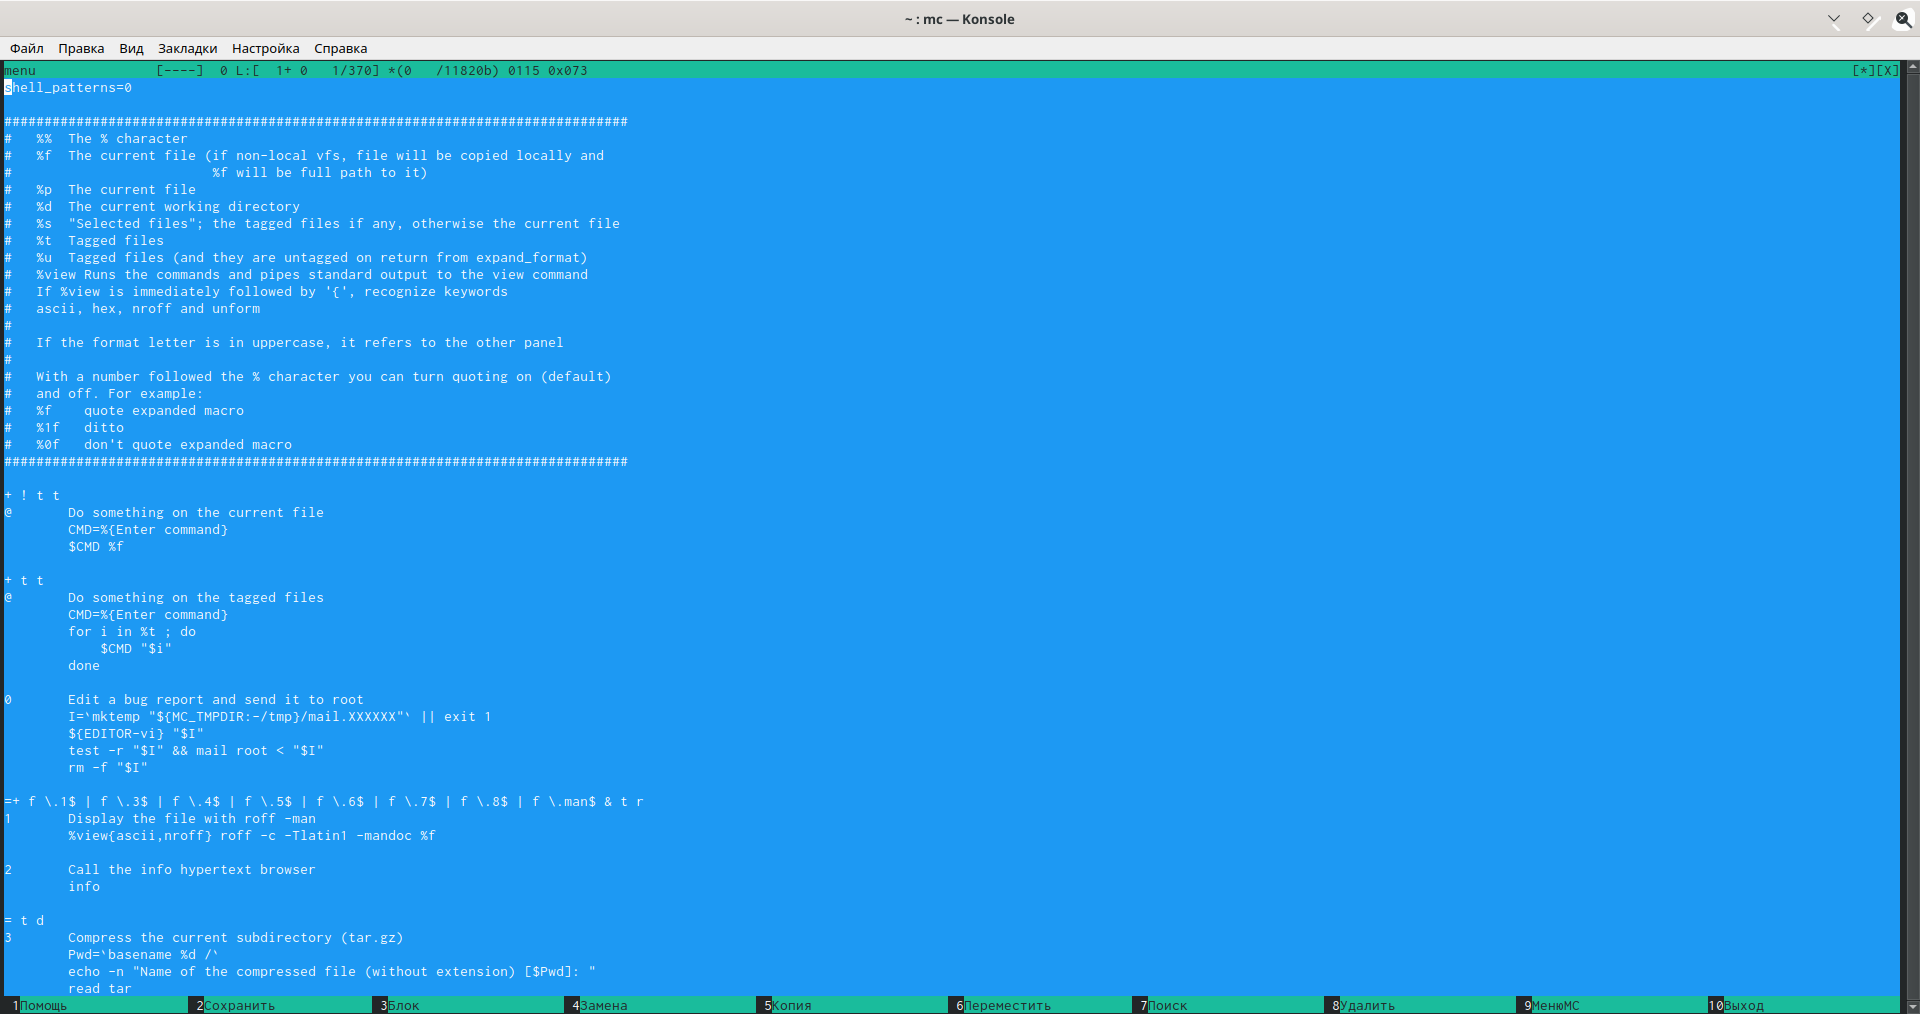 ~ : mc — Konsole
Файл Правка Вид Закладки Настройка Справка
menu [----] 0 L:[ 1+ 0 1/370] *(0 /11820b) 0115 0x073 [*][X]
shell_patterns=0
##############################################################################
# %% The % character
# %f The current file (if non-local vfs, file will be copied locally and
# %f will be full path to it)
# %p The current file
# %d The current working directory
# %s "Selected files"; the tagged files if any, otherwise the current file
# %t Tagged files
# %u Tagged files (and they are untagged on return from expand_format)
# %view Runs the commands and pipes standard output to the view command
# If %view is immediately followed by '{', recognize keywords
# ascii, hex, nroff and unform
#
# If the format letter is in uppercase, it refers to the other panel
#
# With a number followed the % character you can turn quoting on (default)
# and off. For example:
# %f quote expanded macro
# %1f ditto
# %0f don't quote expanded macro
##############################################################################
+ ! t t
@ Do something on the current file
CMD=%{Enter command}
$CMD %f
+ t t
@ Do something on the tagged files
CMD=%{Enter command}
for i in %t ; do
$CMD "$i"
done
0 Edit a bug report and send it to root
I=`mktemp "${MC_TMPDIR:-/tmp}/mail.XXXXXX"` || exit 1
${EDITOR-vi} "$I"
test -r "$I" && mail root < "$I"
rm -f "$I"
=+ f \.1$ | f \.3$ | f \.4$ | f \.5$ | f \.6$ | f \.7$ | f \.8$ | f \.man$ & t r
1 Display the file with roff -man
%view{ascii,nroff} roff -c -Tlatin1 -mandoc %f
2 Call the info hypertext browser
info
= t d
3 Compress the current subdirectory (tar.gz)
Pwd=`basename %d /`
echo -n "Name of the compressed file (without extension) [$Pwd]: "
read tar
1Помощь 2Сохранить 3Блок 4Замена 5Копия 6Переместить 7Поиск 8Удалить 9МенюМС 10Выход